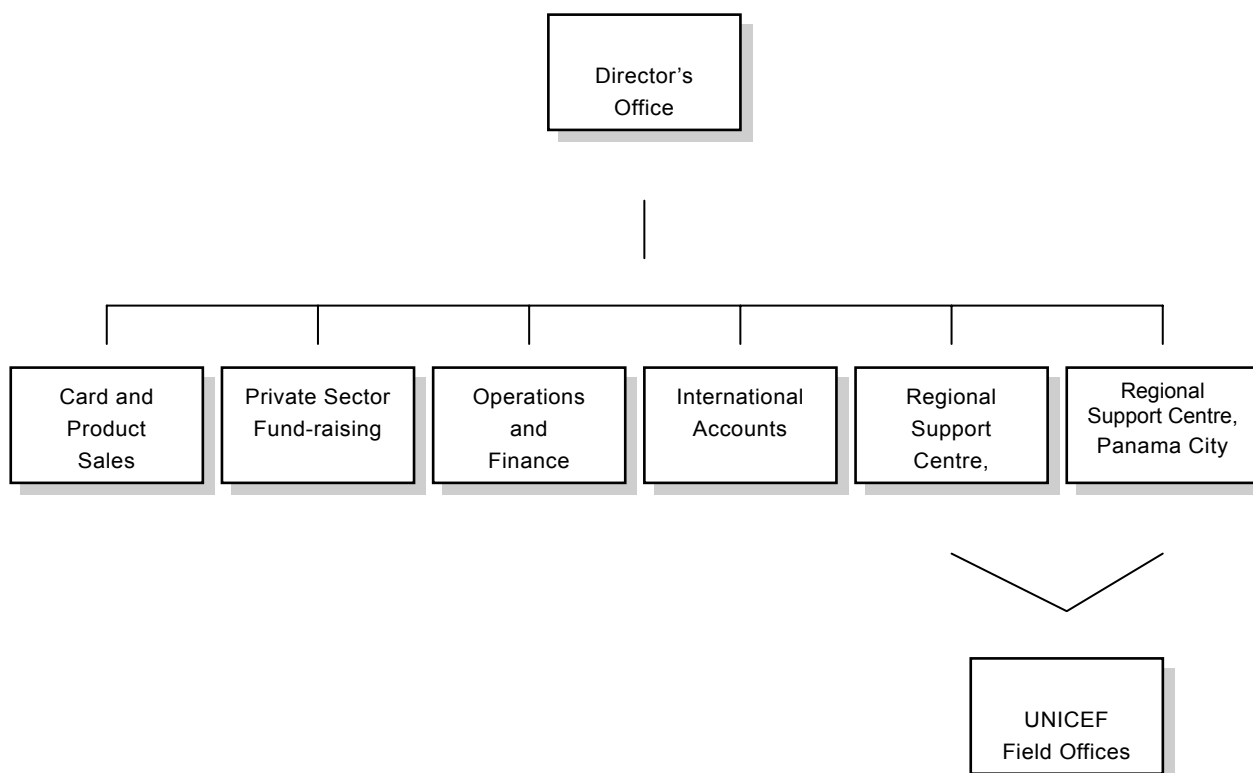 Director’s
Office
Card and
Product
Sales
Private Sector
Fund-raising
Operations
and
Finance
International
Accounts
Regional
Support
Centre,
Regional
Support Centre,
Panama City
UNICEF
Field Offices